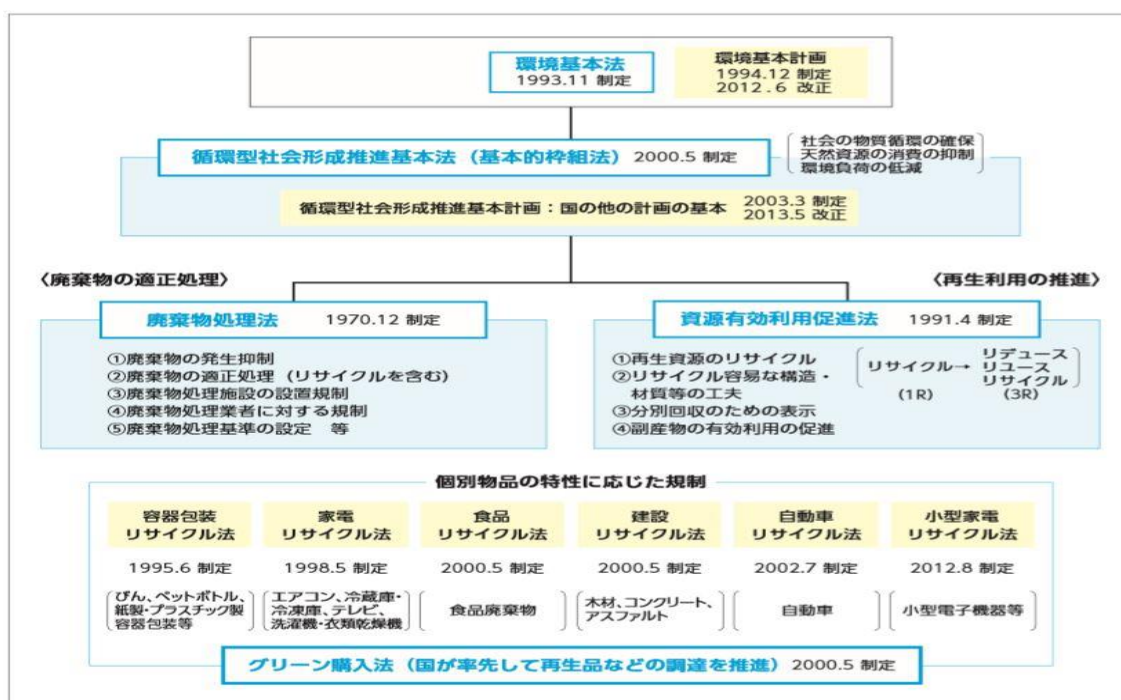 環境基本法
1993.11 制定
環境基本計画
1994.12 制定
2012.6 改正
循環型社会形成推進基本法（基本的枠組法） 2000.5 制定
社会の物質循環の確保
天然資源の消費の抑制
環境負荷の低減
循環型社会形成推進基本計画：国の他の計画の基本
2003.3 制定
2013.5 改正
〈廃棄物の適正処理〉
廃棄物処理法 1970.12 制定
①廃棄物の発生抑制
②廃棄物の適正処理（リサイクルを含む）
③廃棄物処理施設の設置規制
④廃棄物処理業者に対する規制
⑤廃棄物処理基準の設定 等
〈再生利用の推進〉
資源有効利用促進法 1991.4 制定
①再生資源のリサイクル
②リサイクル容易な構造・
材質等の工夫
③分別回収のための表示
④副産物の有効利用の促進
リサイクル→
(1R)
リデュース
リユース
リサイクル
(3R)
個別物品の特性に応じた規制
容器包装
リサイクル法
1995.6 制定
びん、ペットボトル、
紙製・プラスチック製
容器包装等
家電
リサイクル法
1998.5 制定
エアコン、冷蔵庫・
冷凍庫、テレビ、
洗濯機・衣類乾燥機
食品
リサイクル法
2000.5 制定
食品廃棄物
建設
リサイクル法
2000.5 制定
木材、コンクリート、
アスファルト
自動車
リサイクル法
2002.7 制定
自動車
小型家電
リサイクル法
2012.8 制定
小型電子機器等
グリーン購入法（国が率先して再生品などの調達を推進） 2000.5 制定